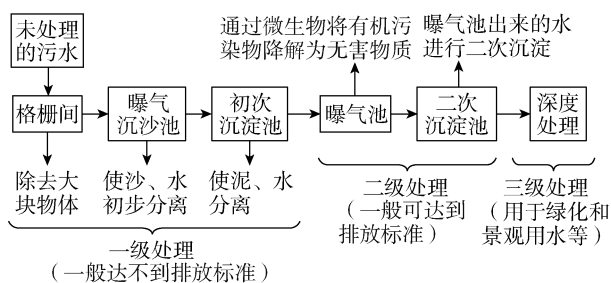 未处理
的污水
通过微生物将有机污
染物降解为无害物质
曝气池出来的水
进行二次沉淀
格栅间
曝气
沉沙池
初次
沉淀池
曝气池
二次
沉淀池
深度
处理
除去大
块物体
使沙、水
初步分离
使泥、水
分离
一级处理
(一般达不到排放标准)
二级处理
(一般可达到
排放标准)
三级处理
(用于绿化和
景观用水等)